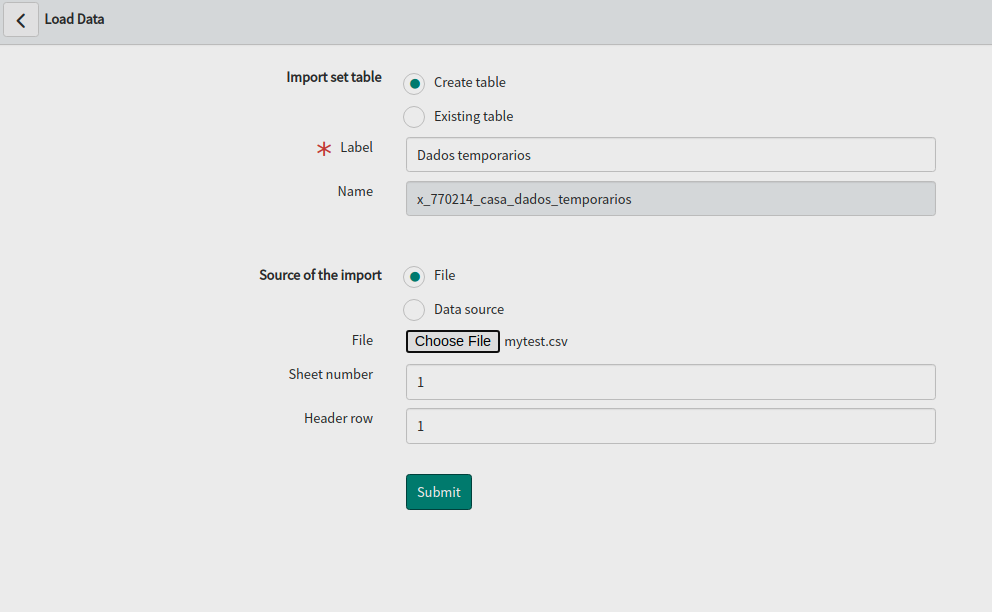 Load Data
Import set table
Create table
Existing table
Label
Dados temporarios
Name
x_770214_casa_dados_temporarios
Source of the import
File
Data source
File
Choose File mytest.csv
Sheet number
1
Header row
1
Submit